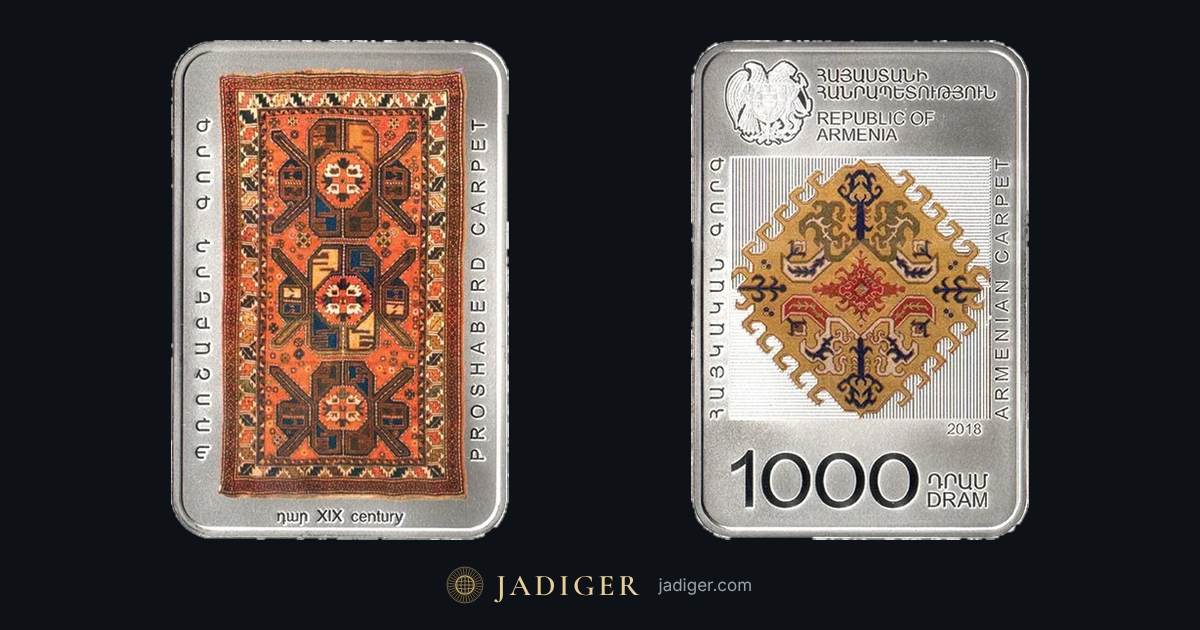 ՊՌՈՇԱԲԵՐԴ ԳՈՐԳ
PROSHABERD CARPET
դար XIX century
ՀԱՅԱՍՏԱՆԻ
ՀԱՆՐԱՊԵՏՈՒԹՅՈՒՆ
REPUBLIC OF
ARMENIA
ՀԱՅԿԱԿԱՆ ԳՈՐԳ
ARMENIAN CARPET
2018
1000 ԴՐԱՄ
DRAM
JADIGER jadiger.com